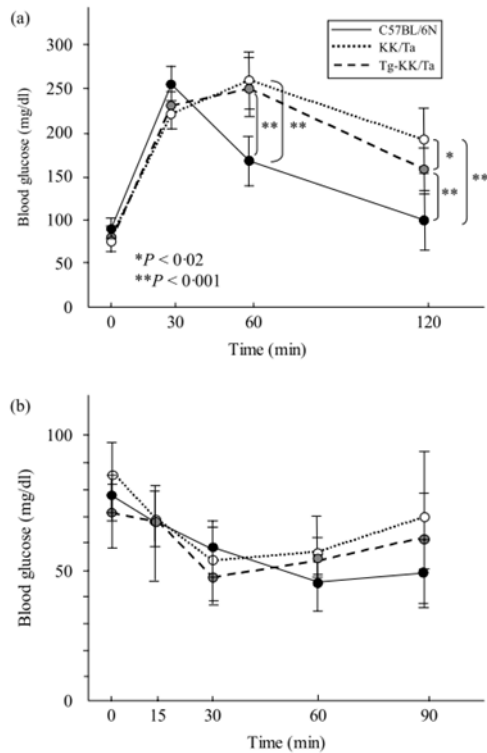 (a)
C57BL/6N
KK/Ta
Tg-KK/Ta
Blood glucose (mg/dl)
300
250
200
150
100
50
0
**
**
*
**
**
*P < 0·02
**P < 0·001
0
30
60
120
Time (min)
(b)
Blood glucose (mg/dl)
100
50
0
0
15
30
60
90
Time (min)